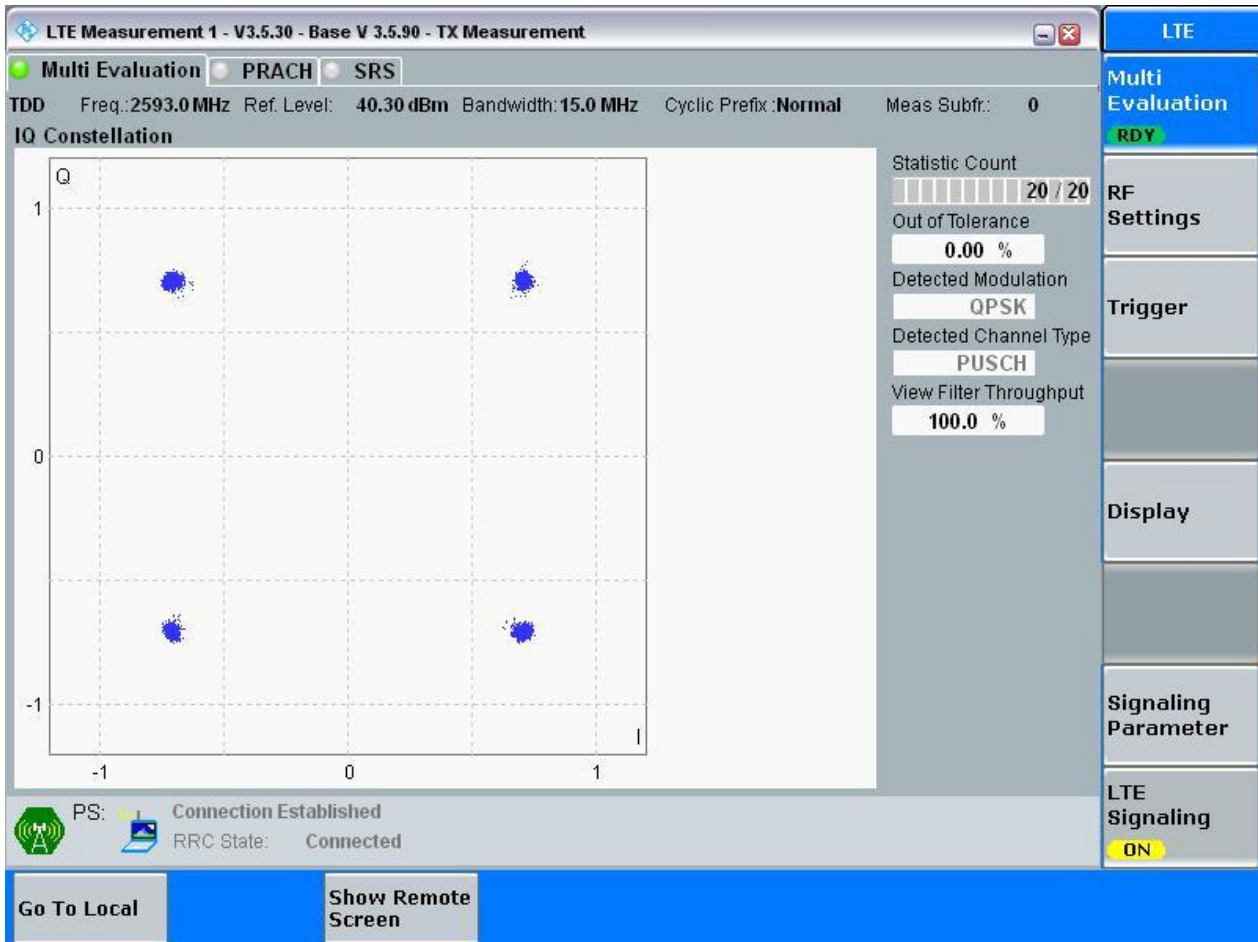 LTE Measurement 1 - V3.5.30 - Base V 3.5.90 - TX Measurement
LTE
Multi Evaluation PRACH SRS
TDD Freq.:2593.0 MHz Ref. Level: 40.30 dBm Bandwidth:15.0 MHz Cyclic Prefix :Normal Meas Subfr.: 0
IQ Constellation
Q
1
0
-1
I
-1 0 1
Statistic Count
20 / 20
Out of Tolerance
0.00 %
Detected Modulation
QPSK
Detected Channel Type
PUSCH
View Filter Throughput
100.0 %
Multi
Evaluation
RDY
RF
Settings
Trigger
Display
Signaling
Parameter
LTE
Signaling
ON
PS: Connection Established
RRC State: Connected
Go To Local
Show Remote
Screen